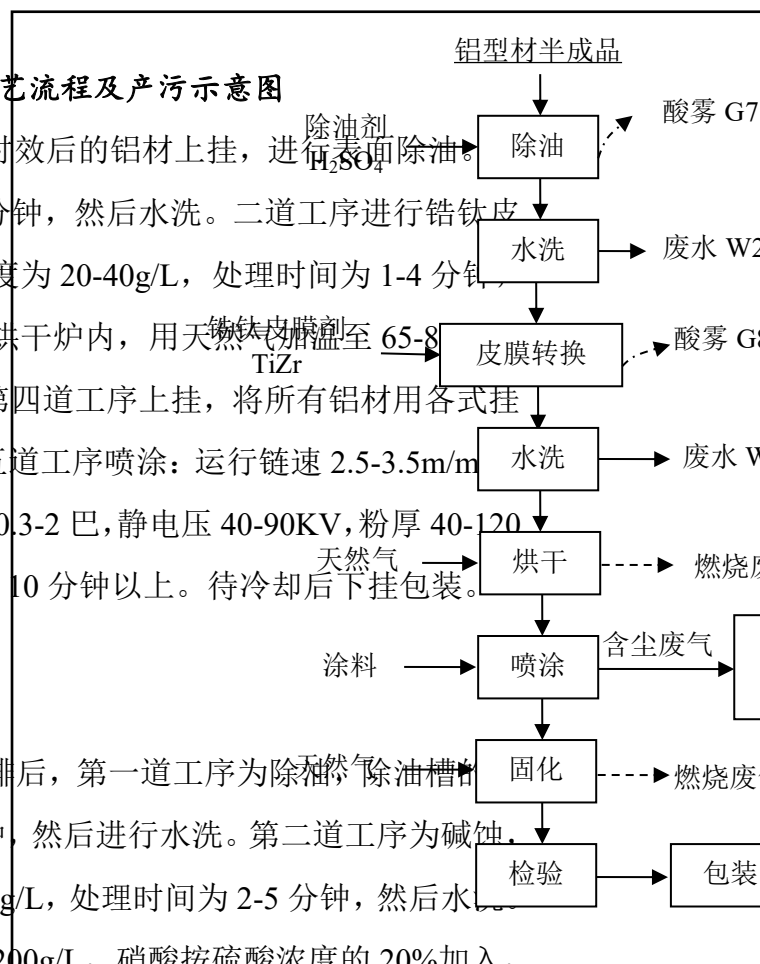 铝型材半成品
艺流程及产污示意图
酸雾 G7
除油剂
H₂SO₄
除油
时效后的铝材上挂，进行表面除油。
分钟，然后水洗。二道工序进行锆钛皮
水洗
废水 W2
度为 20-40g/L，处理时间为 1-4 分钟，
烘干炉内，用天然气加温至 65-8
锆钛皮膜剂
TiZr
皮膜转换
酸雾 G8
第四道工序上挂，将所有铝材用各式挂
道工序喷涂：运行链速 2.5-3.5m/m
水洗
废水 W
0.3-2 巴，静电压 40-90KV，粉厚 40-120
天然气
烘干
燃烧废
10 分钟以上。待冷却后下挂包装。
涂料
喷涂
含尘废气
排后，第一道工序为除油，除油槽的
天然气
固化
燃烧废
，然后进行水洗。第二道工序为碱蚀，
检验
包装
g/L，处理时间为 2-5 分钟，然后水洗。
200g/L，硝酸按硫酸浓度的 20%加入，